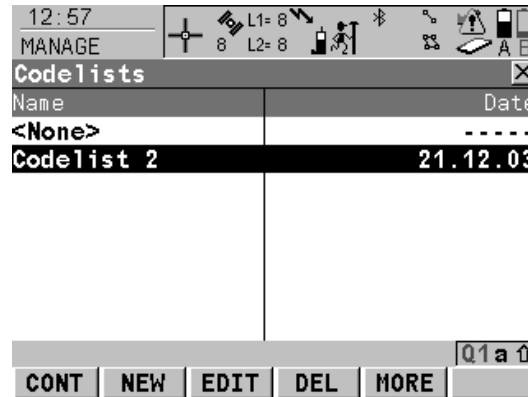 12:57
MANAGE
L1= 8
8 L2= 8
A B
Codelists
Name Date
<None> -----
Codelist 2 21.12.03
Q1a
CONT NEW EDIT DEL MORE